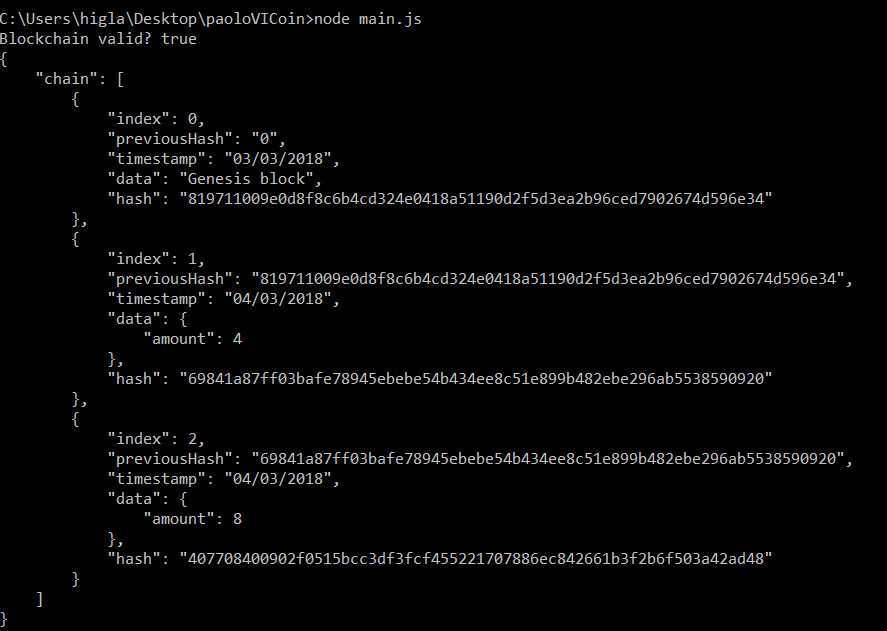 C:\Users\higla\Desktop\paoloVICoin>node main.js
Blockchain valid? true
{
    "chain": [
        {
            "index": 0,
            "previousHash": "0",
            "timestamp": "03/03/2018",
            "data": "Genesis block",
            "hash": "819711009e0d8f8c6b4cd324e0418a51190d2f5d3ea2b96ced7902674d596e34"
        },
        {
            "index": 1,
            "previousHash": "819711009e0d8f8c6b4cd324e0418a51190d2f5d3ea2b96ced7902674d596e34",
            "timestamp": "04/03/2018",
            "data": {
                "amount": 4
            },
            "hash": "69841a87ff03bafe78945ebebe54b434ee8c51e899b482ebe296ab5538590920"
        },
        {
            "index": 2,
            "previousHash": "69841a87ff03bafe78945ebebe54b434ee8c51e899b482ebe296ab5538590920",
            "timestamp": "04/03/2018",
            "data": {
                "amount": 8
            },
            "hash": "407708400902f0515bcc3df3fcf455221707886ec842661b3f2b6f503a42ad48"
        }
    ]
}